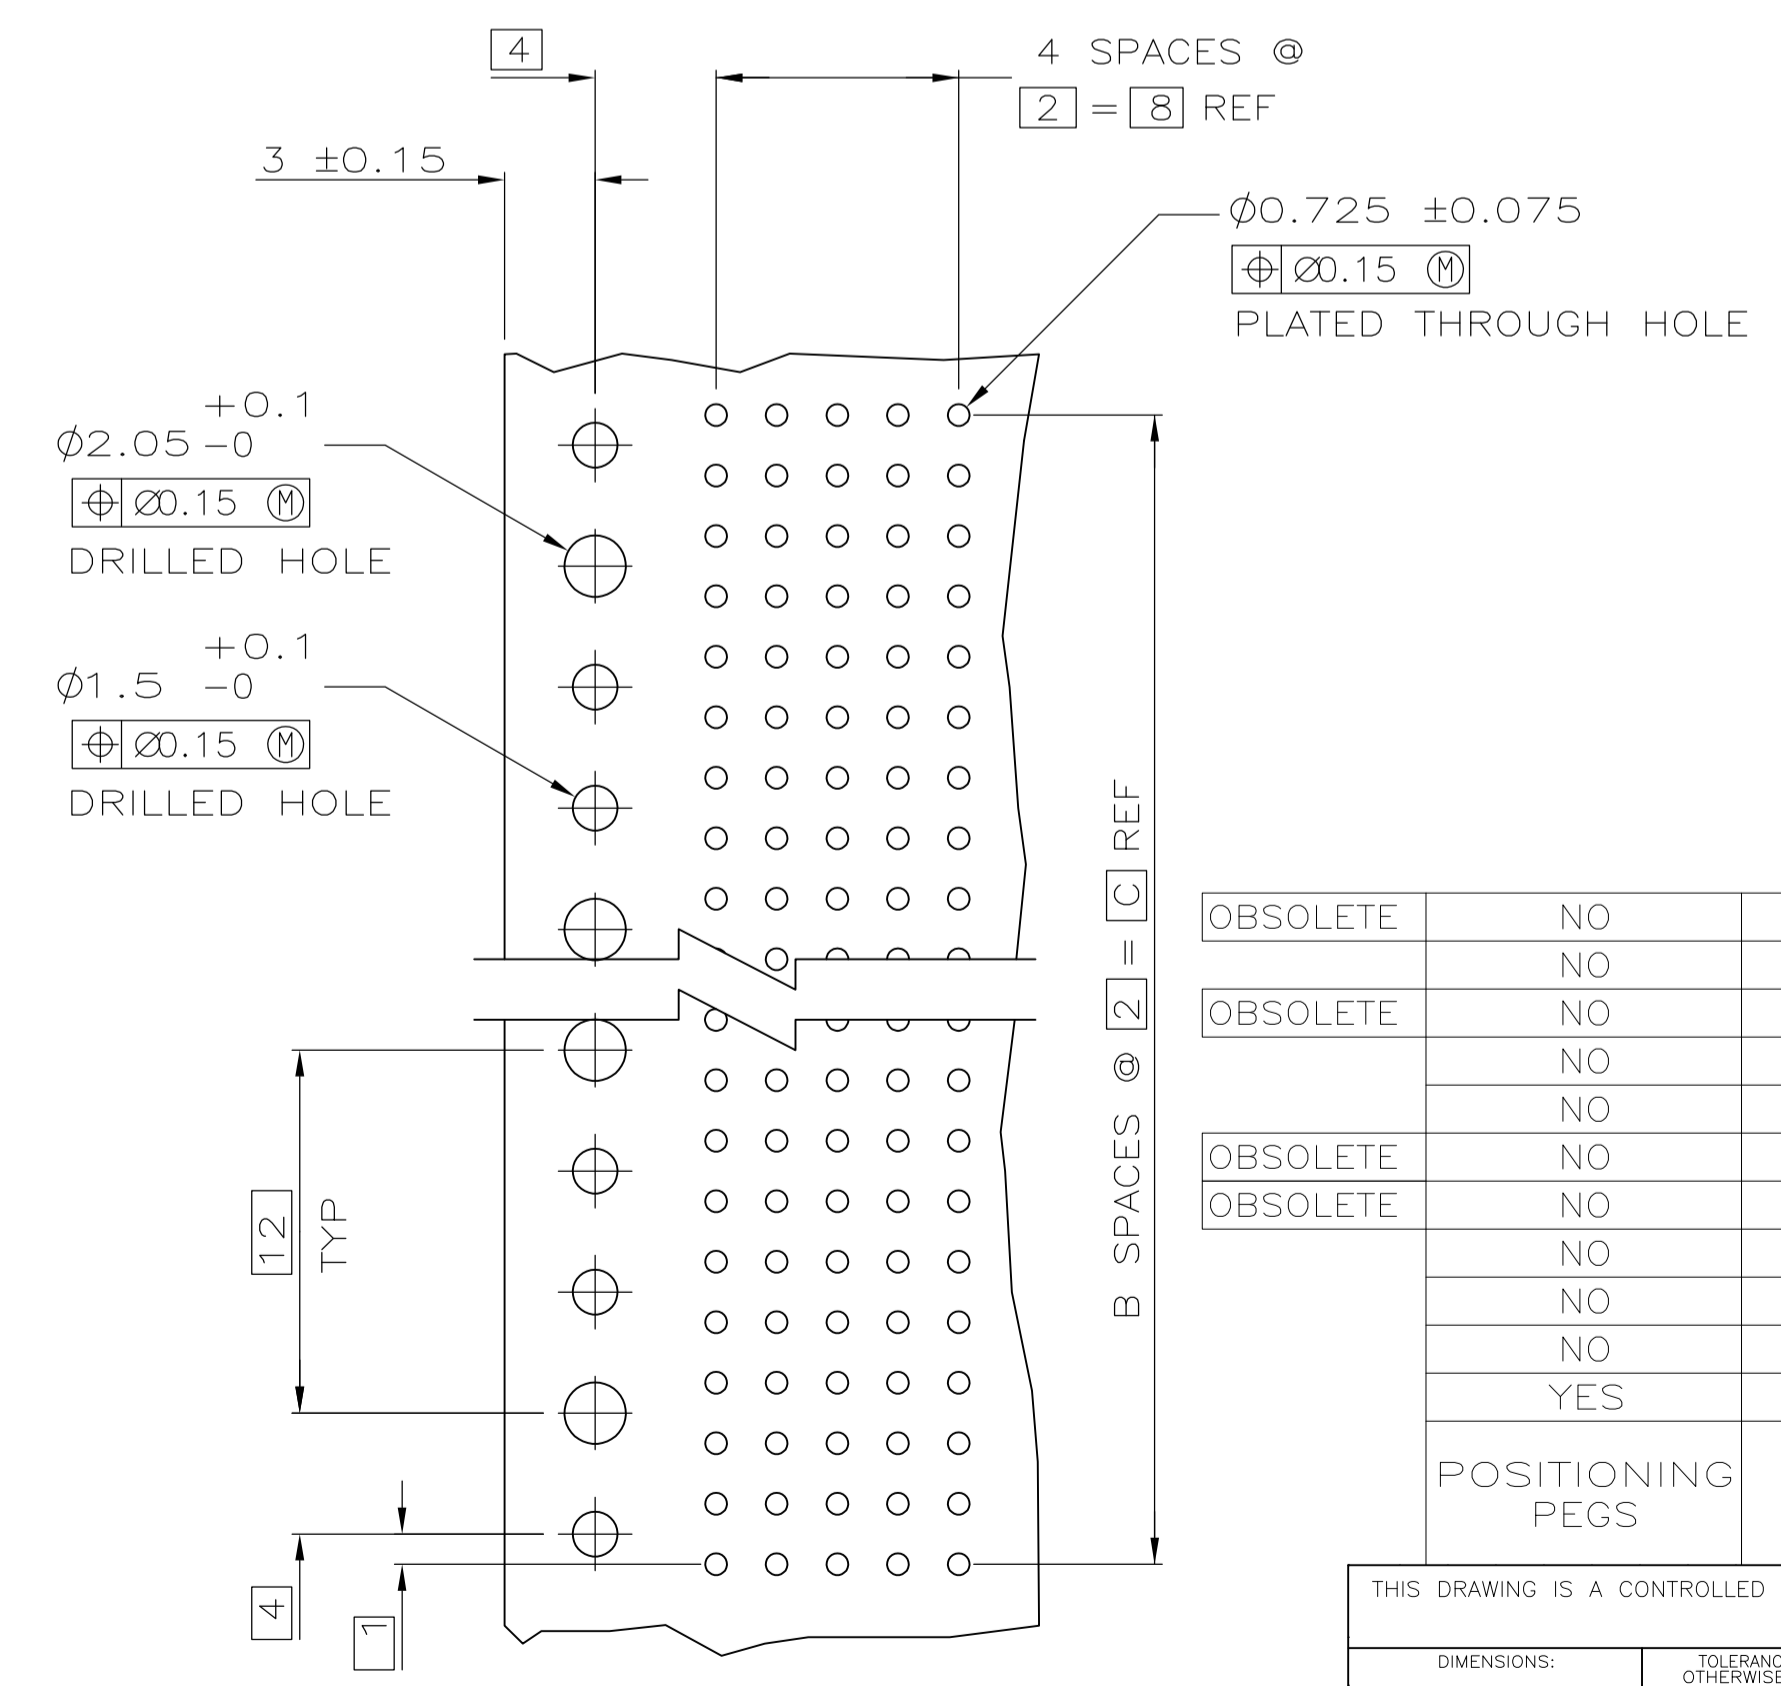 4
4 SPACES @
2 = 8 REF
3 ±0.15
Ø0.725 ±0.075
⌖ Ø0.15 Ⓜ
PLATED THROUGH HOLE
+0.1
Ø2.05 -0
⌖ Ø0.15 Ⓜ
DRILLED HOLE
+0.1
Ø1.5 -0
⌖ Ø0.15 Ⓜ
DRILLED HOLE
B SPACES @ 2 = C REF
12
TYP
4
1
OBSOLETE NO
NO
OBSOLETE NO
NO
NO
OBSOLETE NO
OBSOLETE NO
NO
NO
NO
YES
POSITIONING
PEGS
THIS DRAWING IS A CONTROLLED
DIMENSIONS:
TOLERANC
OTHERWISE